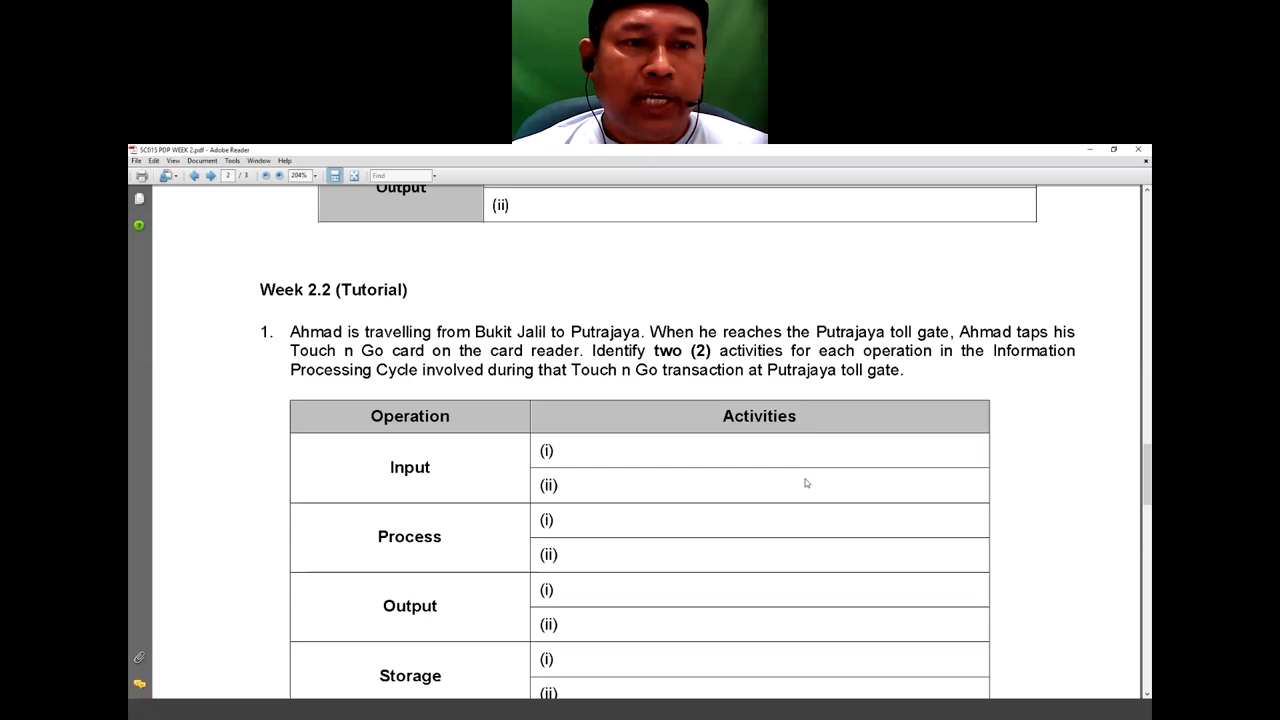 SC015 PDP WEEK 2.pdf - Adobe Reader
File Edit View Document Tools Window Help
2 / 3 204% Find
Output
(ii)
Week 2.2 (Tutorial)
1. Ahmad is travelling from Bukit Jalil to Putrajaya. When he reaches the Putrajaya toll gate, Ahmad taps his
Touch n Go card on the card reader. Identify two (2) activities for each operation in the Information
Processing Cycle involved during that Touch n Go transaction at Putrajaya toll gate.
Operation Activities
Input
(i)
(ii)
Process
(i)
(ii)
Output
(i)
(ii)
Storage
(i)
(ii)